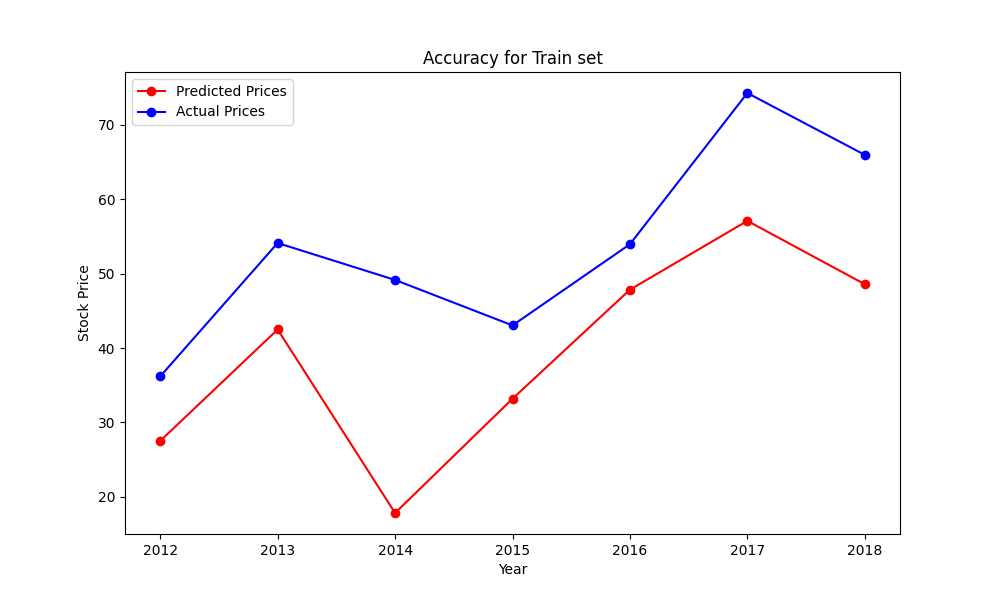 Accuracy for Train set
Predicted Prices
Actual Prices
Stock Price
70
60
50
40
30
20
2012 2013 2014 2015 2016 2017 2018
Year